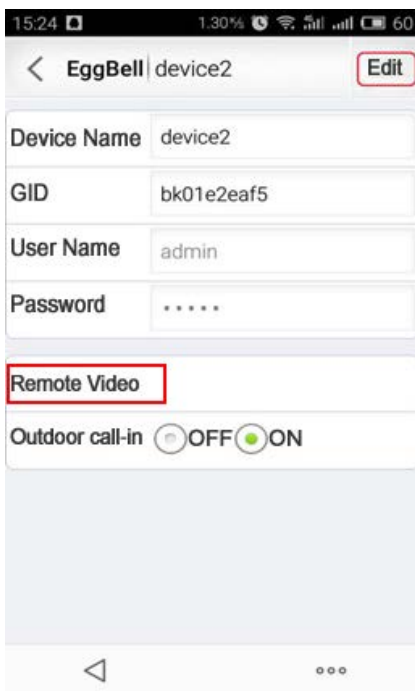 15:24 1.30% 60
EggBell device2 Edit
Device Name device2
GID bk01e2eaf5
User Name admin
Password •••••
Remote Video
Outdoor call-in OFF ON